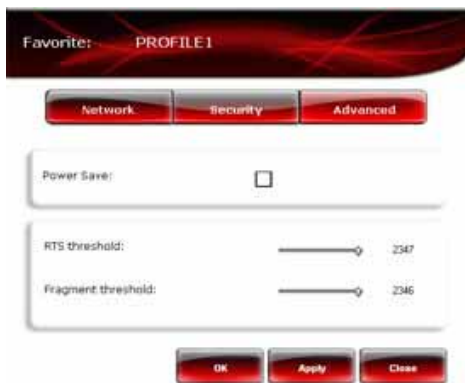 Favorite: PROFILE1
Network Security Advanced
Power Save:
RTS threshold: 2347
Fragment threshold: 2346
OK Apply Close